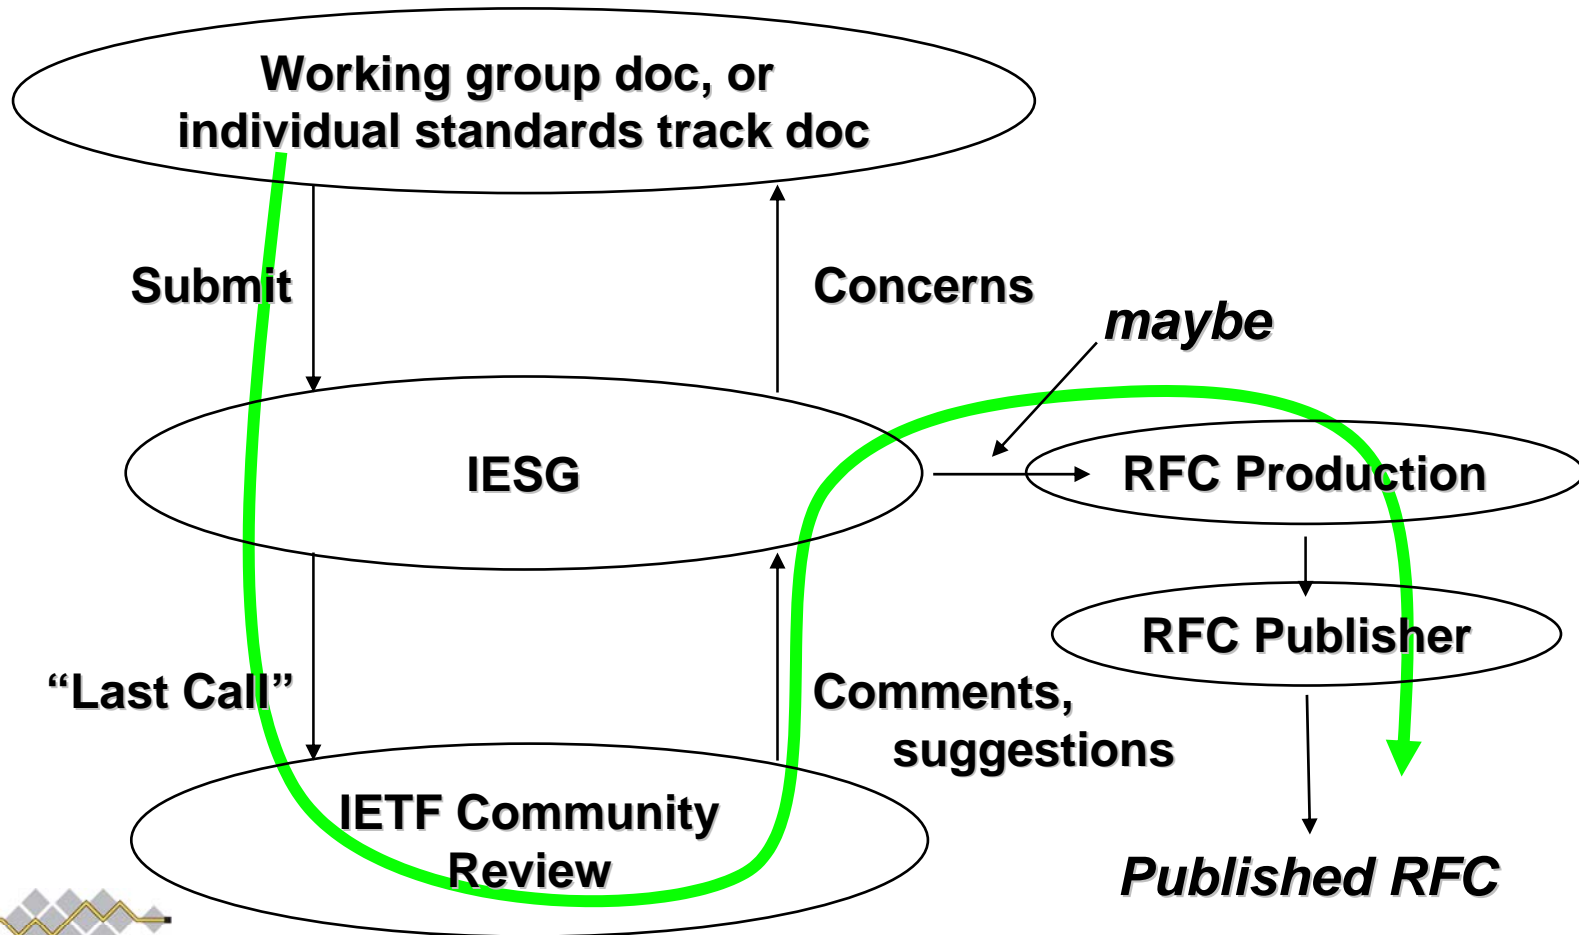 Working group doc, or
individual standards track doc
Submit
Concerns
maybe
IESG
RFC Production
RFC Publisher
“Last Call”
Comments,
suggestions
IETF Community
Review
Published RFC